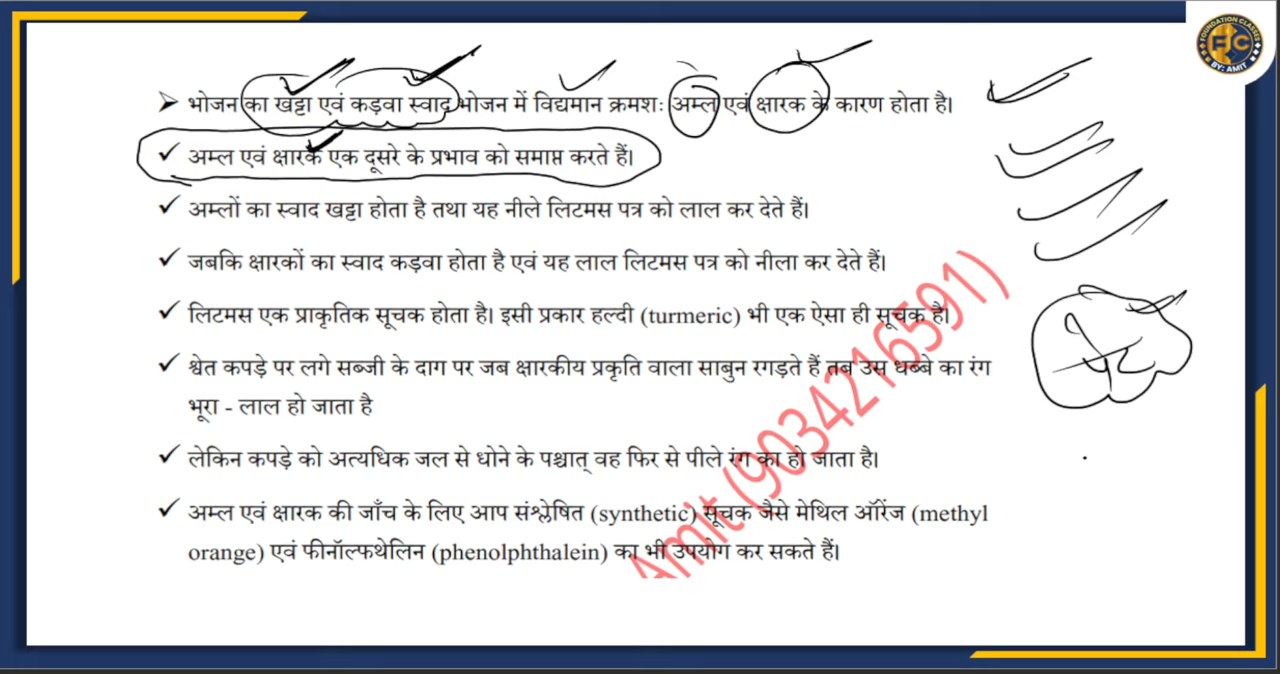 FOUNDATION CLASSES
FC
BY: AMIT
➤ भोजन का खट्टा एवं कड़वा स्वाद भोजन में विद्यमान क्रमशः अम्ल एवं क्षारक के कारण होता है।
✓ अम्ल एवं क्षारक एक दूसरे के प्रभाव को समाप्त करते हैं।
✓ अम्लों का स्वाद खट्टा होता है तथा यह नीले लिटमस पत्र को लाल कर देते हैं।
✓ जबकि क्षारकों का स्वाद कड़वा होता है एवं यह लाल लिटमस पत्र को नीला कर देते हैं।
✓ लिटमस एक प्राकृतिक सूचक होता है। इसी प्रकार हल्दी (turmeric) भी एक ऐसा ही सूचक है।
✓ श्वेत कपड़े पर लगे सब्जी के दाग पर जब क्षारकीय प्रकृति वाला साबुन रगड़ते हैं तब उस धब्बे का रंग
भूरा - लाल हो जाता है
✓ लेकिन कपड़े को अत्यधिक जल से धोने के पश्चात् वह फिर से पीले रंग का हो जाता है।
✓ अम्ल एवं क्षारक की जाँच के लिए आप संश्लेषित (synthetic) सूचक जैसे मेथिल ऑरेंज (methyl
orange) एवं फीनॉल्फथेलिन (phenolphthalein) का भी उपयोग कर सकते हैं।
Amit (9034216591)